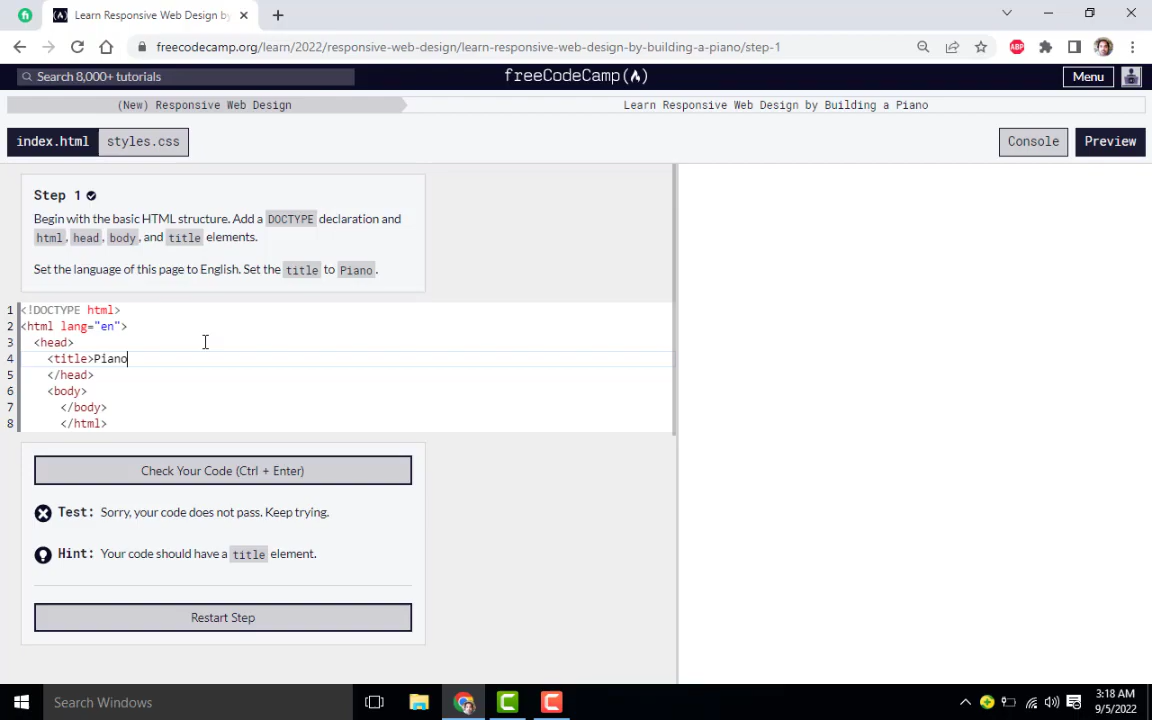 Learn Responsive Web Design by
freecodecamp.org/learn/2022/responsive-web-design/learn-responsive-web-design-by-building-a-piano/step-1
ABP
Search 8,000+ tutorials
freeCodeCamp
Menu
(New) Responsive Web Design
Learn Responsive Web Design by Building a Piano
index.html
styles.css
Console
Preview
Step 1
Begin with the basic HTML structure. Add a DOCTYPE declaration and
html, head, body, and title elements.
Set the language of this page to English. Set the title to Piano.
1 <!DOCTYPE html>
2 <html lang="en">
3 <head>
4 <title>Piano
5 </head>
6 <body>
7 </body>
8 </html>
Check Your Code (Ctrl + Enter)
Test: Sorry, your code does not pass. Keep trying.
Hint: Your code should have a title element.
Restart Step
Search Windows
3:18 AM
9/5/2022